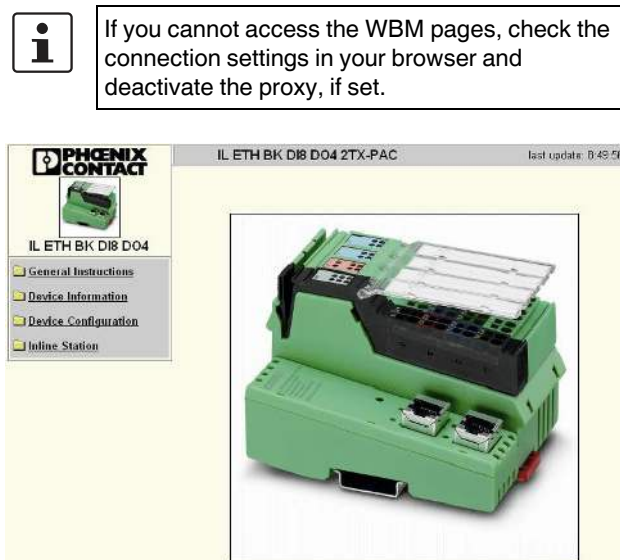 If you cannot access the WBM pages, check the
connection settings in your browser and
deactivate the proxy, if set.
PHŒNIX
CONTACT
IL ETH BK DI8 DO4 2TX-PAC
last update: 8:49:56
IL ETH BK DI8 DO4
General Instructions
Device Information
Device Configuration
Inline Station